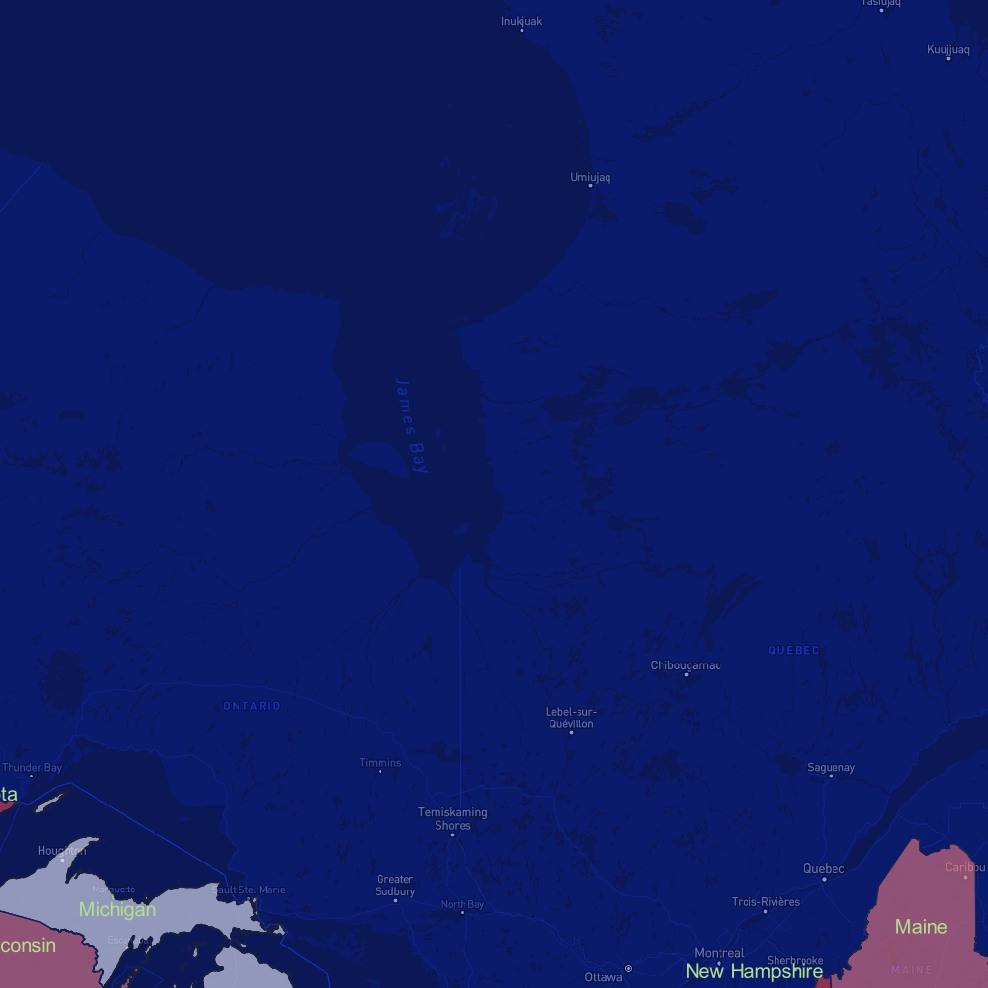 Inukjuak
Tasiujaq
Kuujjuaq
Umiujaq
James Bay
QUEBEC
Chibougamau
ONTARIO
Lebel-sur-
Quévillon
Timmins
Thunder Bay
Saguenay
ta
Temiskaming
Shores
Houghton
Quebec
Caribou
Greater
Sudbury
Marquette
Sault Ste. Marie
North Bay
Trois-Rivières
Michigan
Maine
consin
Montreal
Sherbrooke
New Hampshire
MAINE
Ottawa